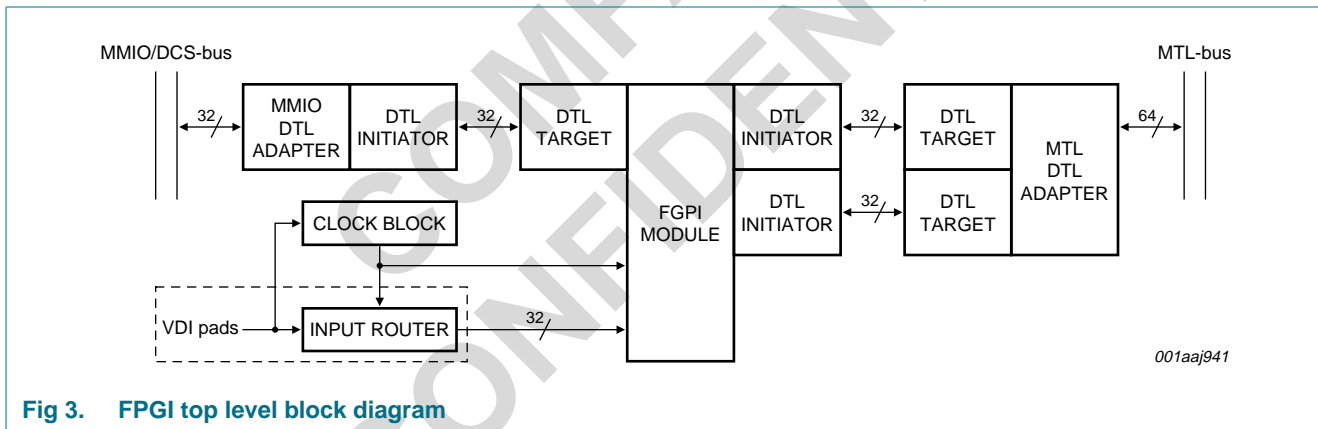 MMIO/DCS-bus
MTL-bus
32
MMIO
DTL
ADAPTER
DTL
INITIATOR
32
DTL
TARGET
FGPI
MODULE
DTL
INITIATOR
32
DTL
TARGET
DTL
INITIATOR
32
DTL
TARGET
MTL
DTL
ADAPTER
64
CLOCK BLOCK
VDI pads
INPUT ROUTER
32
001aaj941
Fig 3. FPGI top level block diagram
COMPA
CONFIDEN